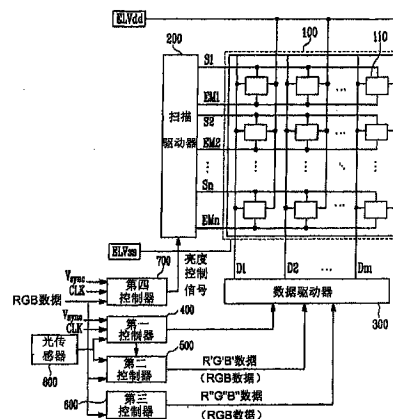 ELVdd
200
100
110
扫描
驱动器
S1
EM1
S2
EM2
Sn
EMn
ELVss
亮度
控制
信号
700
Vsync
CLK
RGB数据
第四
控制器
D1
D2
Dm
数据驱动器
300
400
Vsync
CLK
第一
控制器
500
光传
感器
800
第二
控制器
R'G'B'数据
(RGB数据)
600
第三
控制器
R"G"B"数据
(RGB数据)